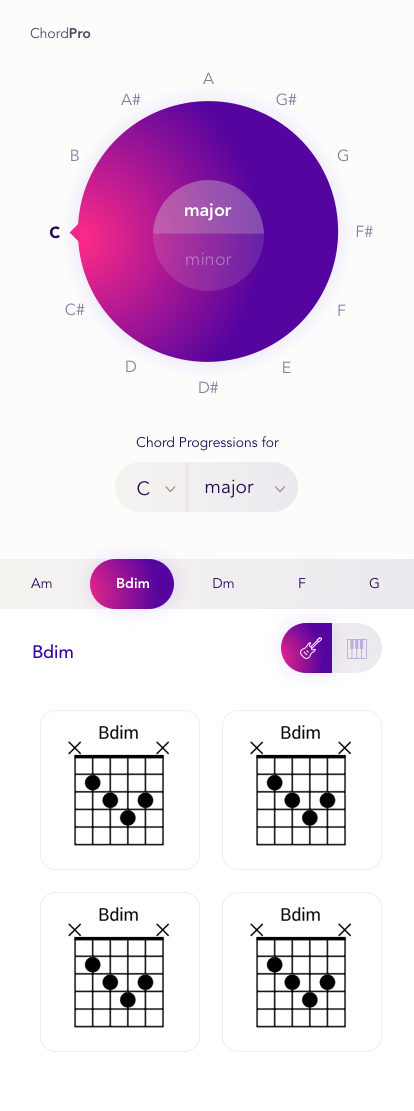 ChordPro
A
A#
G#
B
G
major
C
F#
minor
C#
F
D
E
D#
Chord Progressions for
C
major
Am
Bdim
Dm
F
G
Bdim
Bdim
Bdim
Bdim
Bdim